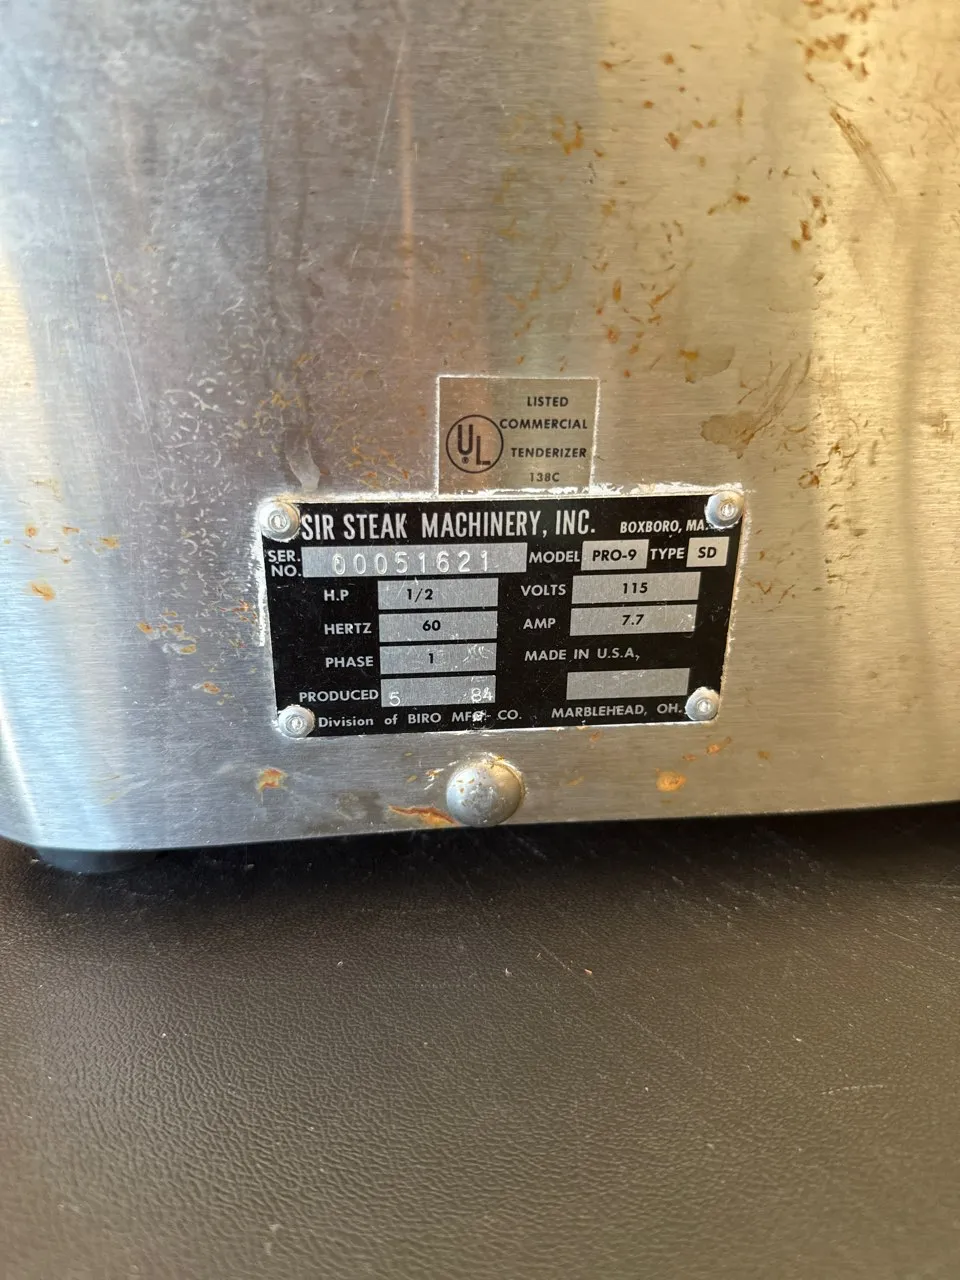 LISTED
COMMERCIAL
UL®
TENDERIZER
138C
SIR STEAK MACHINERY, INC. BOXBORO, MA.
SER. NO. 00051621 MODEL PRO-9 TYPE SD
H.P 1/2 VOLTS 115
HERTZ 60 AMP 7.7
PHASE 1 MADE IN U.S.A,
PRODUCED 5 84
Division of BIRO MFG. CO. MARBLEHEAD, OH.